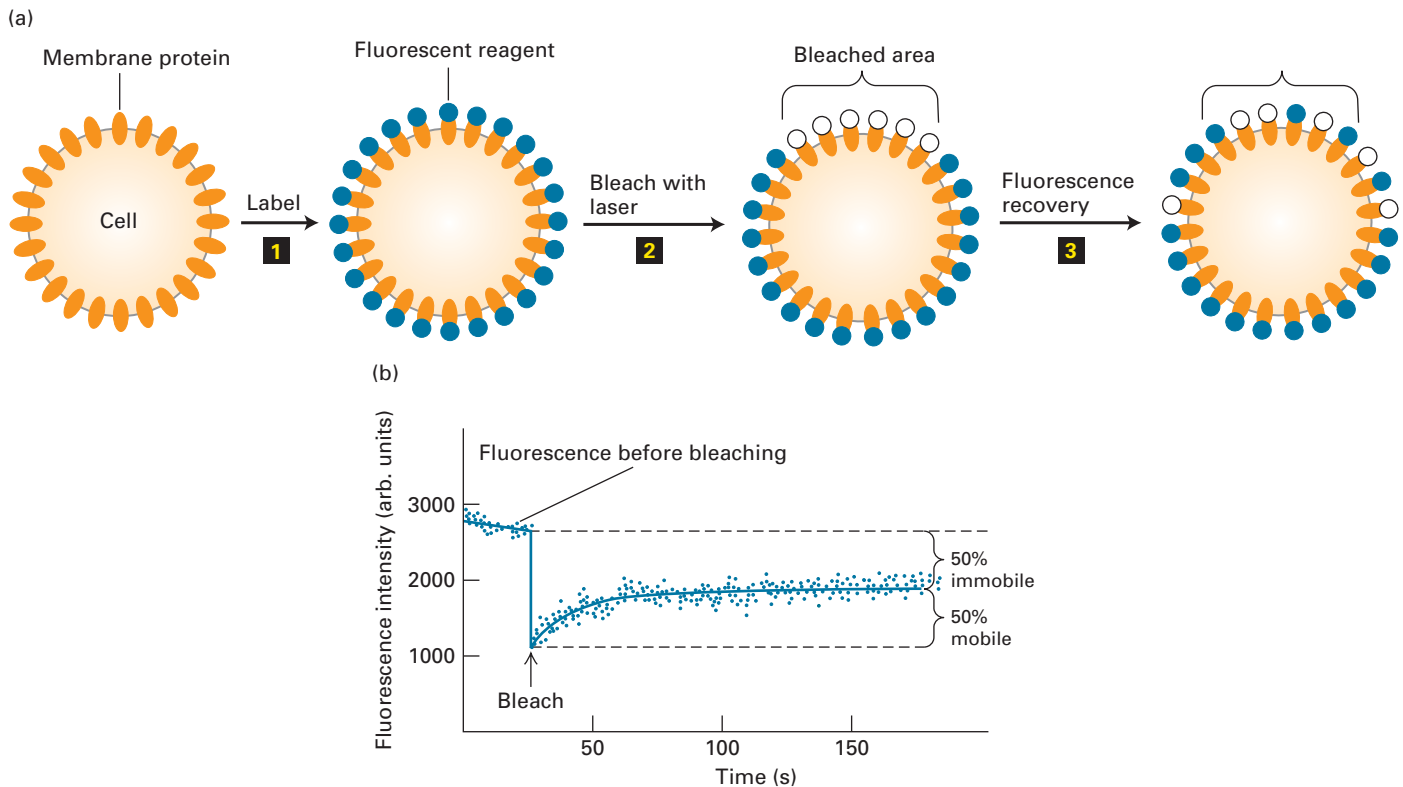 (a)
Membrane protein
Fluorescent reagent
Bleached area
Cell
Label
1
Bleach with
laser
2
Fluorescence
recovery
3
(b)
Fluorescence intensity (arb. units)
Fluorescence before bleaching
3000
2000
1000
50%
immobile
50%
mobile
Bleach
50
100
150
Time (s)